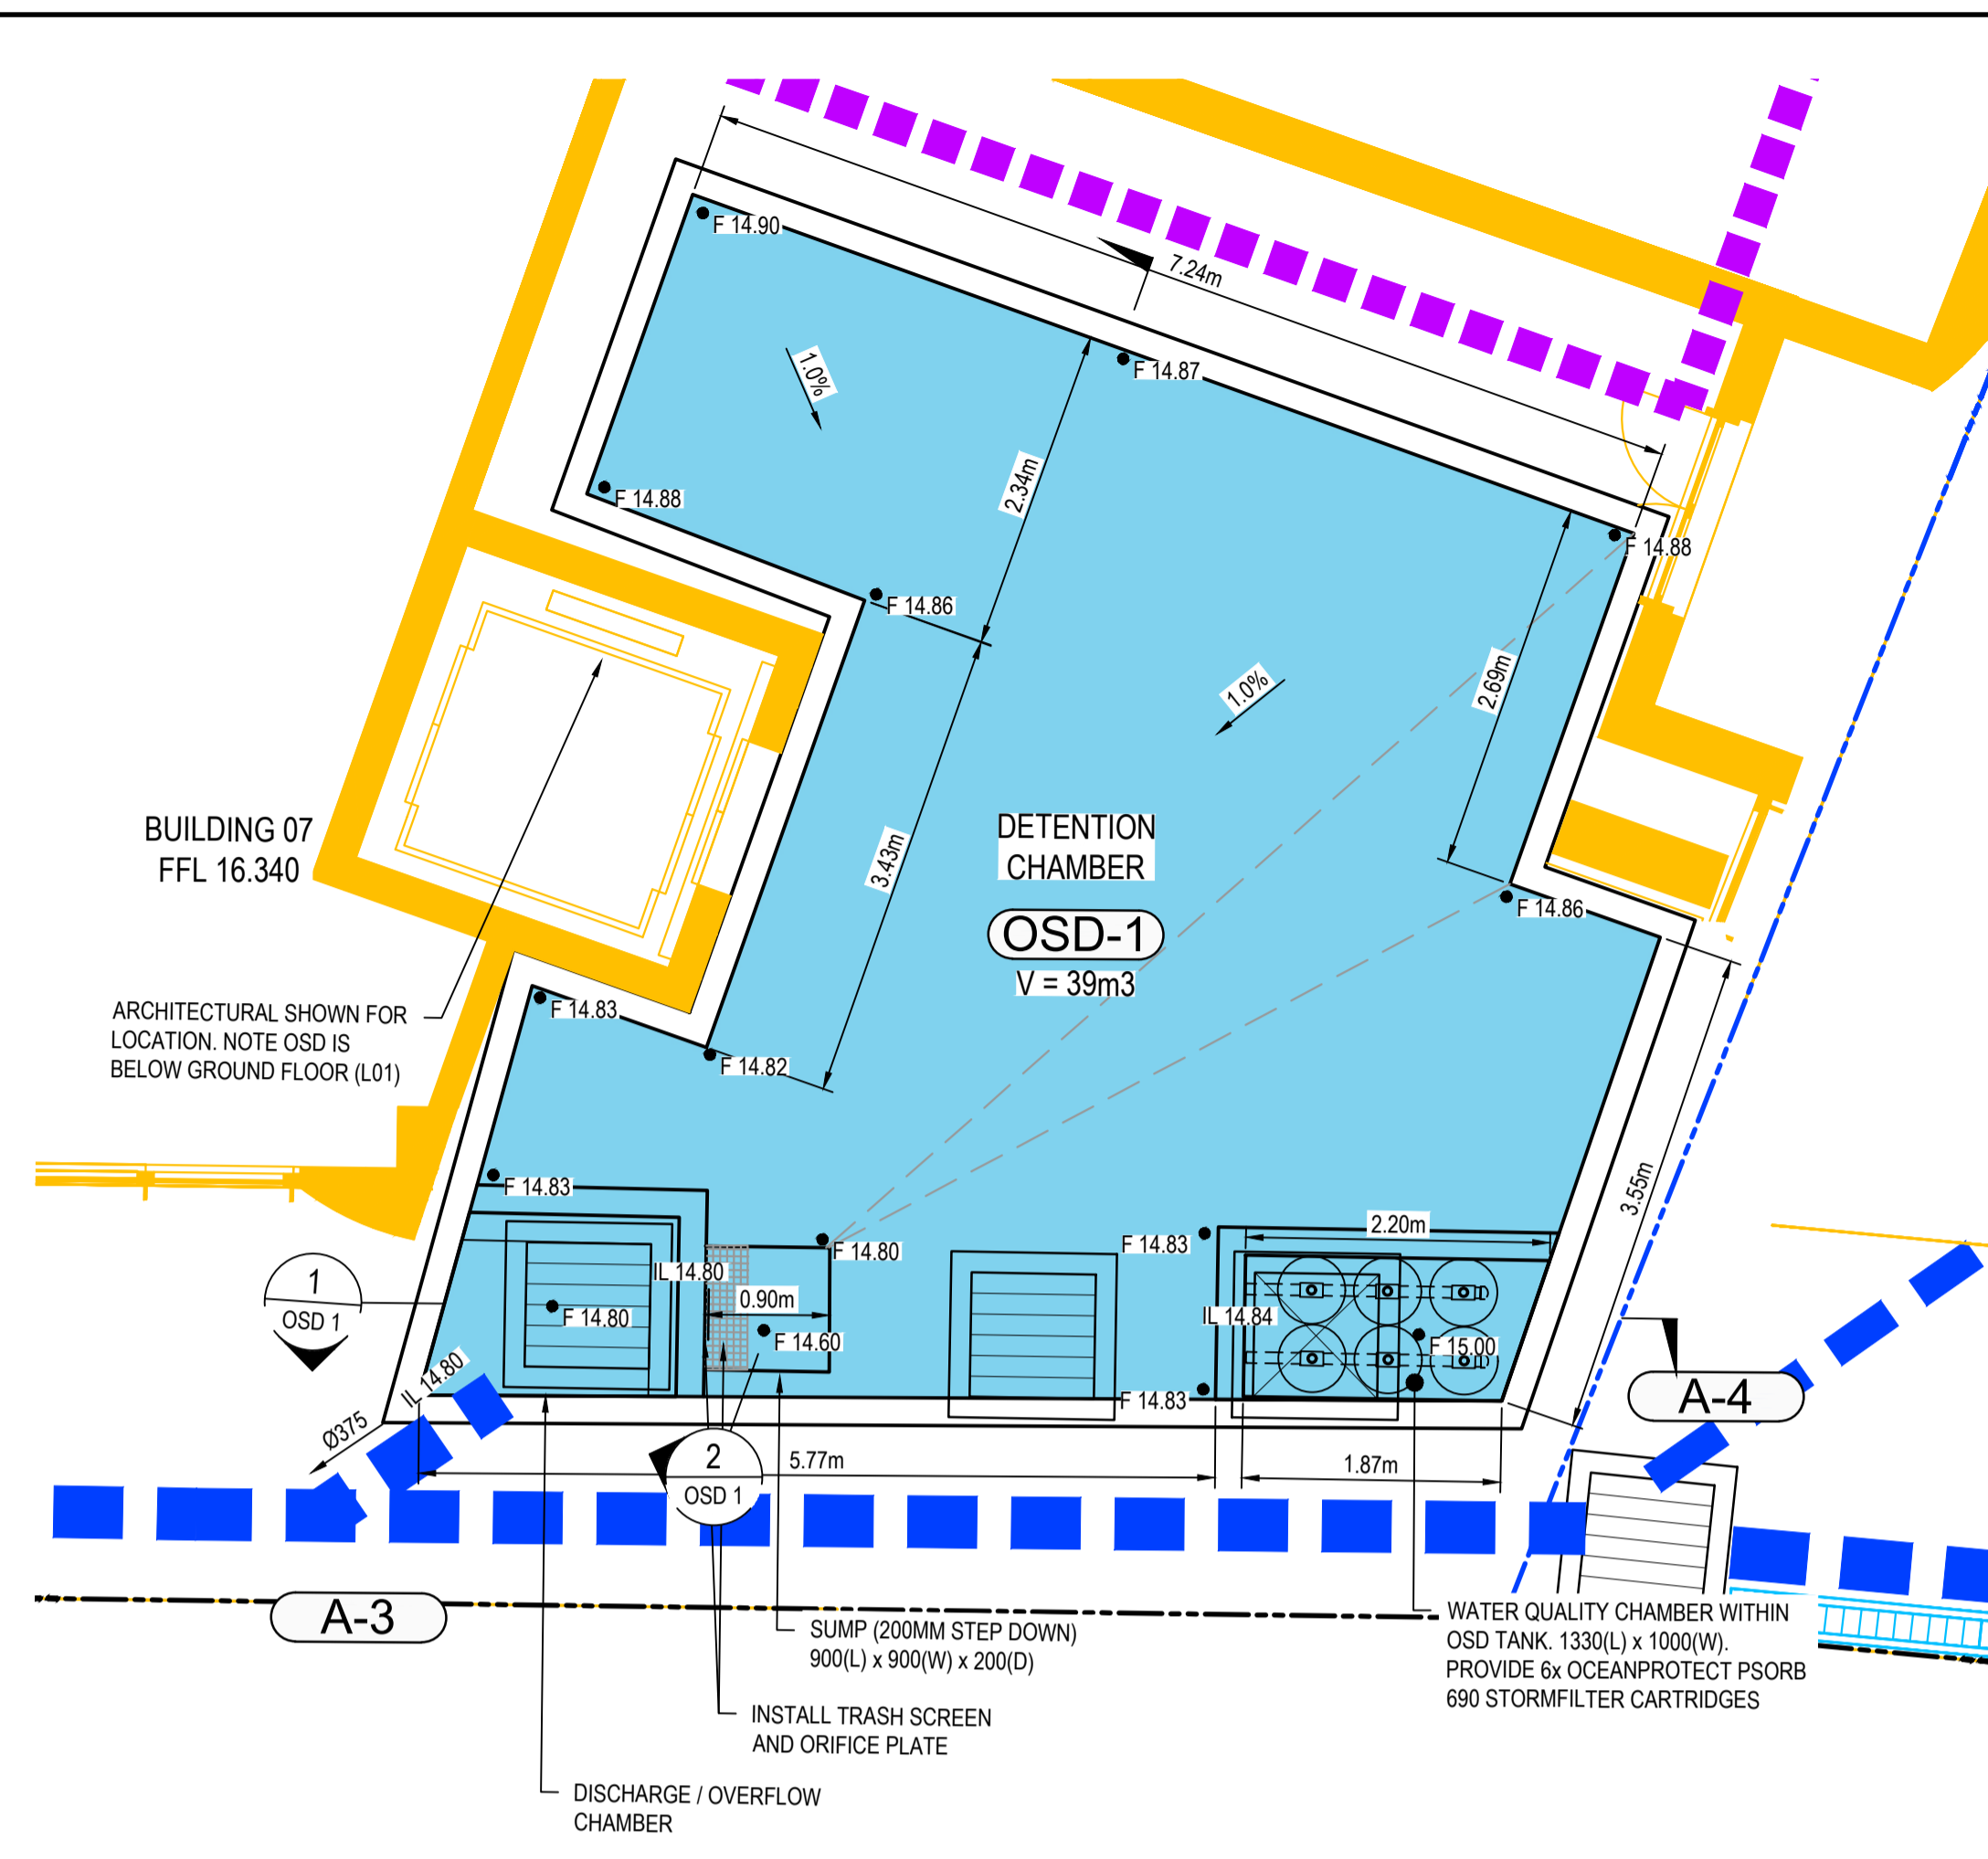 F 14.90
7.24m
1.0%
F 14.87
2.34m
F 14.88
F 14.88
F 14.86
2.69m
1.0%
BUILDING 07
FFL 16.340
3.43m
DETENTION
CHAMBER
OSD-1
V = 39m3
F 14.86
ARCHITECTURAL SHOWN FOR
LOCATION. NOTE OSD IS
BELOW GROUND FLOOR (L01)
F 14.83
F 14.82
3.55m
F 14.83
F 14.80
F 14.83
2.20m
IL 14.80
0.90m
1
OSD 1
F 14.80
F 14.60
IL 14.84
F 15.00
IL 14.80
F 14.83
A-4
Ø375
2
OSD 1
5.77m
1.87m
A-3
SUMP (200MM STEP DOWN)
900(L) x 900(W) x 200(D)
WATER QUALITY CHAMBER WITHIN
OSD TANK. 1330(L) x 1000(W).
PROVIDE 6x OCEANPROTECT PSORB
690 STORMFILTER CARTRIDGES
INSTALL TRASH SCREEN
AND ORIFICE PLATE
DISCHARGE / OVERFLOW
CHAMBER